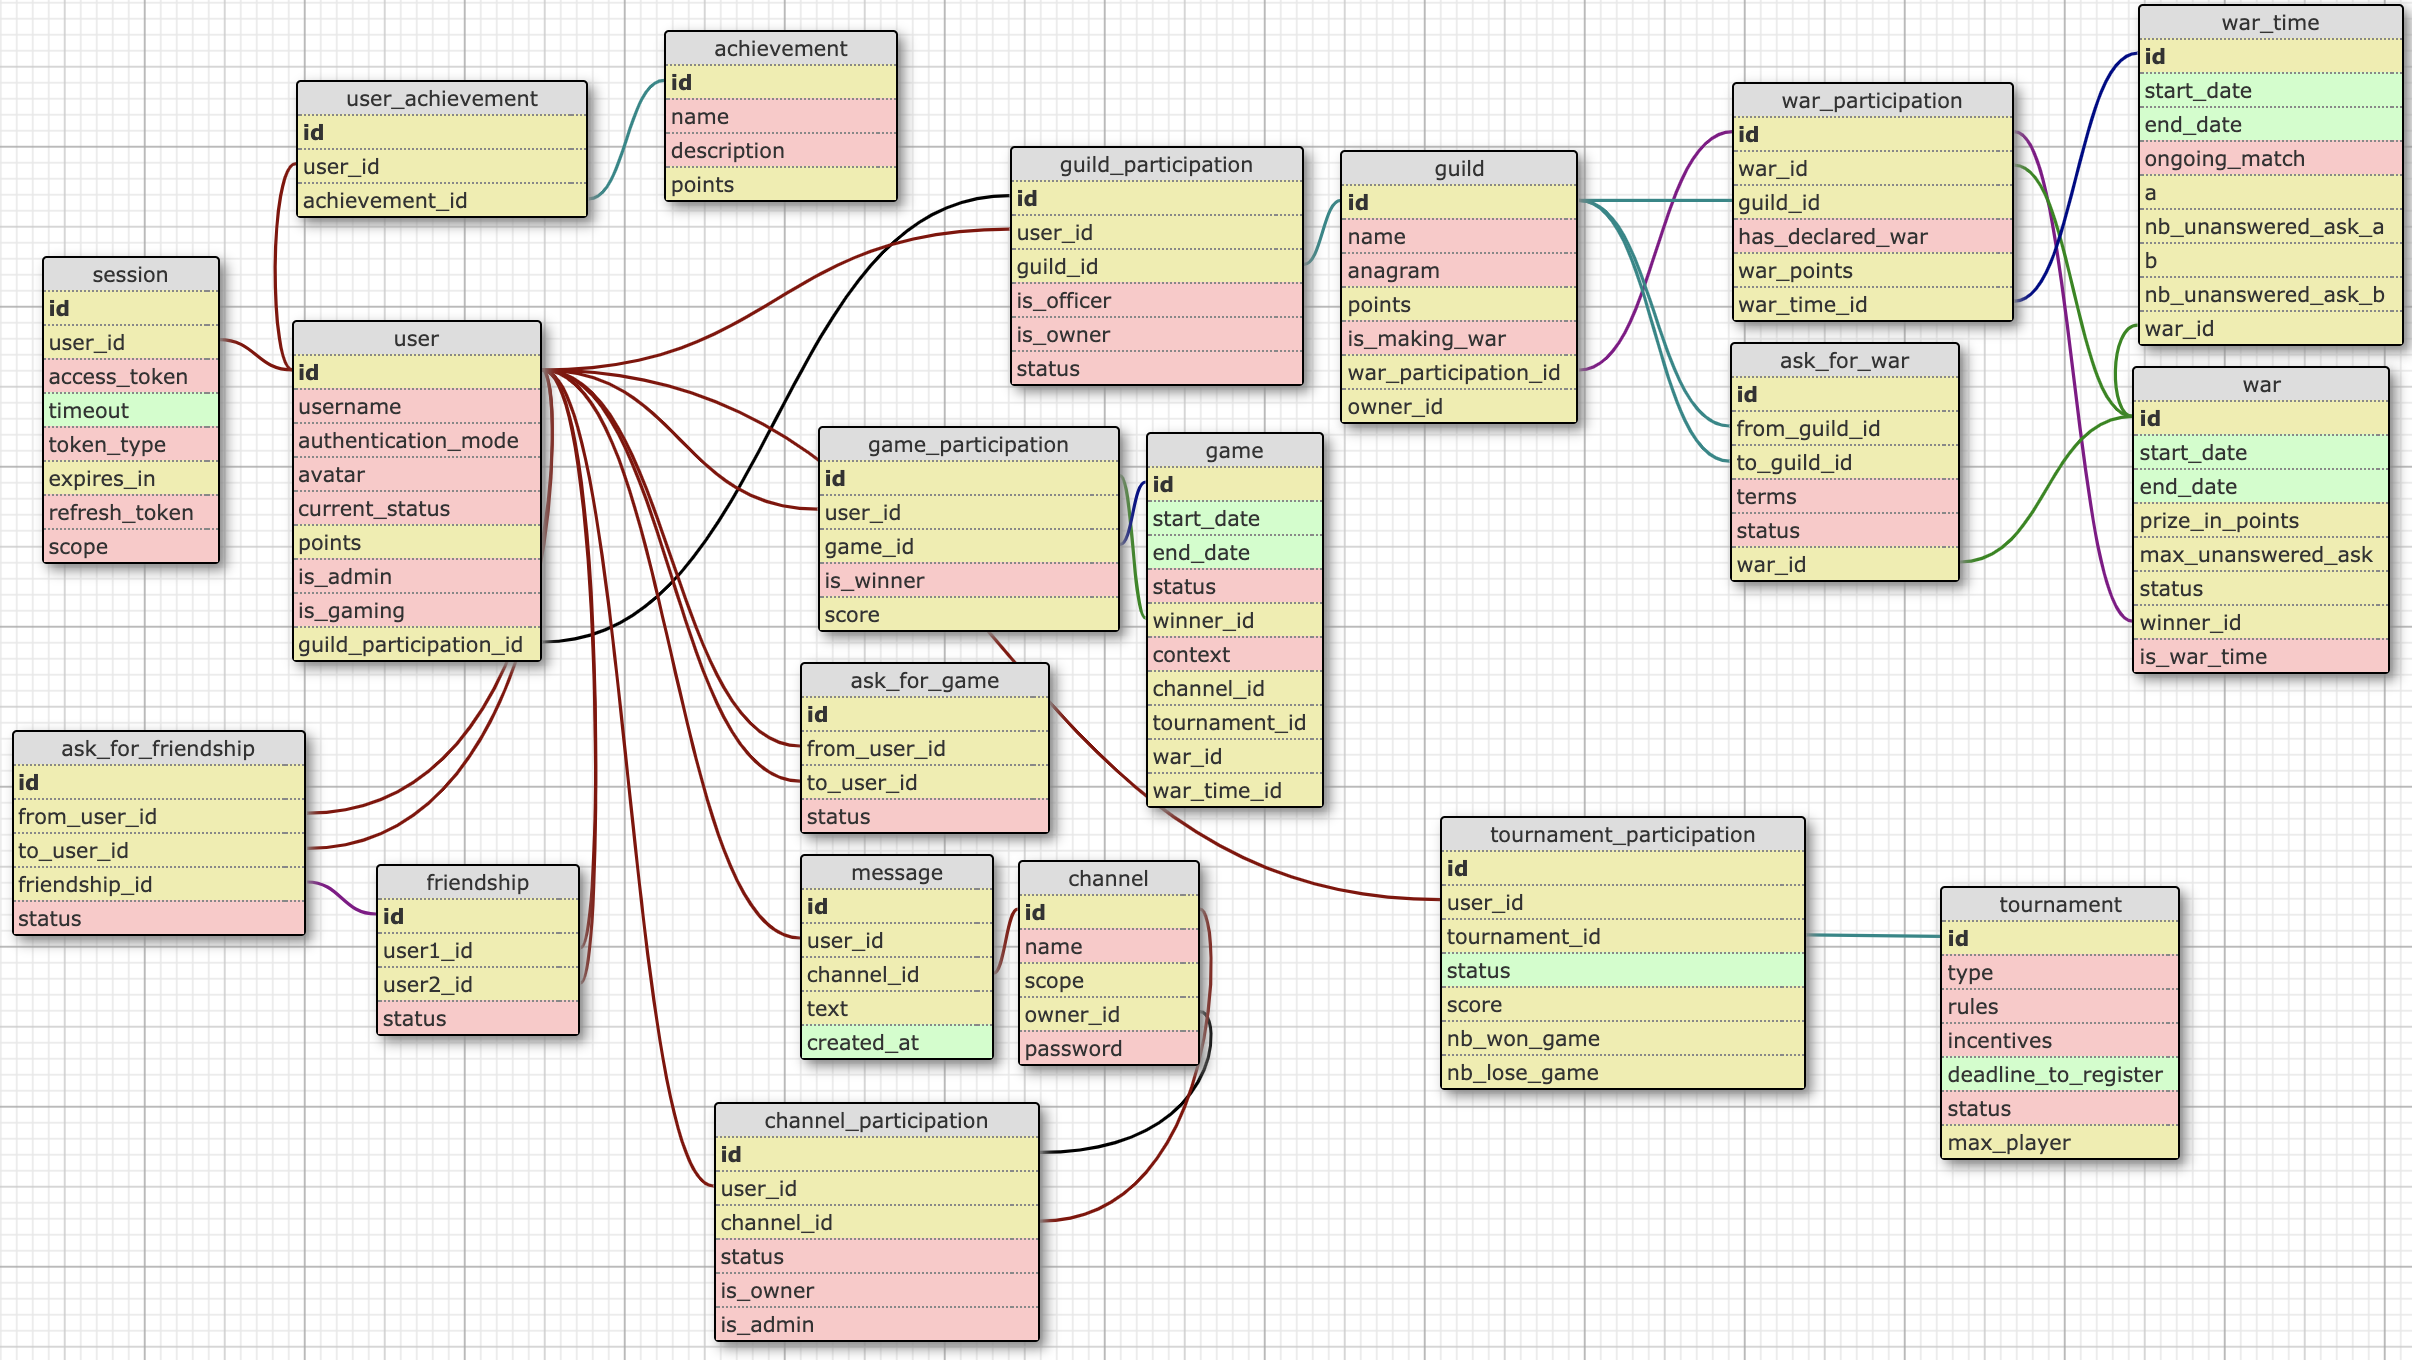 war_time
id
start_date
end_date
ongoing_match
a
nb_unanswered_ask_a
b
nb_unanswered_ask_b
war_id
achievement
id
name
description
points
user_achievement
id
user_id
achievement_id
war_participation
id
war_id
guild_id
has_declared_war
war_points
war_time_id
guild_participation
id
user_id
guild_id
is_officer
is_owner
status
guild
id
name
anagram
points
is_making_war
war_participation_id
owner_id
session
id
user_id
access_token
timeout
token_type
expires_in
refresh_token
scope
user
id
username
authentication_mode
avatar
current_status
points
is_admin
is_gaming
guild_participation_id
ask_for_war
id
from_guild_id
to_guild_id
terms
status
war_id
war
id
start_date
end_date
prize_in_points
max_unanswered_ask
status
winner_id
is_war_time
game_participation
id
user_id
game_id
is_winner
score
game
id
start_date
end_date
status
winner_id
context
channel_id
tournament_id
war_id
war_time_id
ask_for_game
id
from_user_id
to_user_id
status
ask_for_friendship
id
from_user_id
to_user_id
friendship_id
status
friendship
id
user1_id
user2_id
status
message
id
user_id
channel_id
text
created_at
channel
id
name
scope
owner_id
password
tournament_participation
id
user_id
tournament_id
status
score
nb_won_game
nb_lose_game
tournament
id
type
rules
incentives
deadline_to_register
status
max_player
channel_participation
id
user_id
channel_id
status
is_owner
is_admin